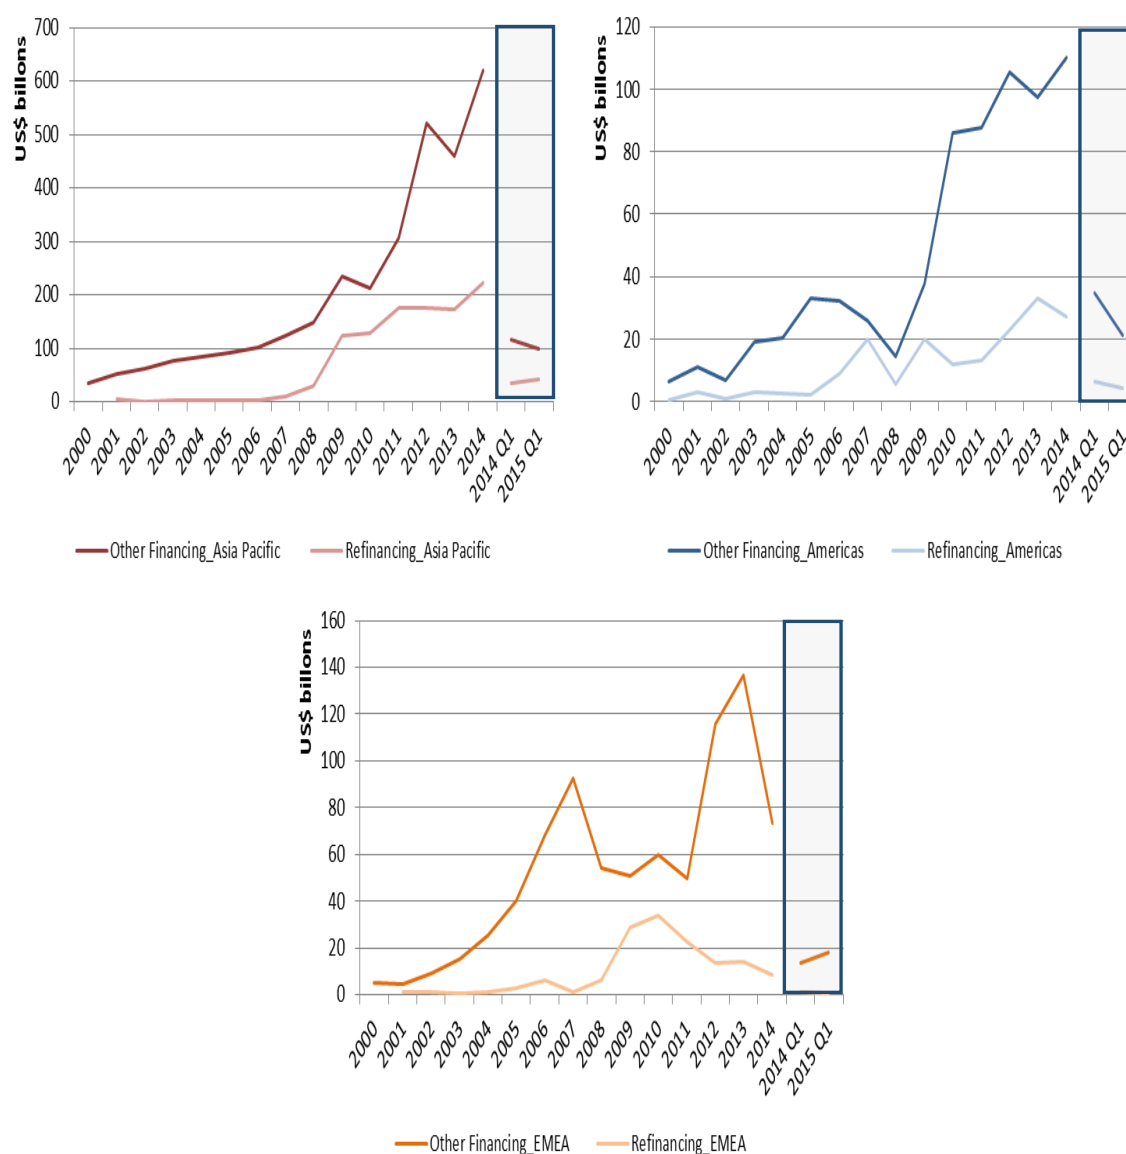 US$ billons
700
600
500
400
300
200
100
0
2000 2001 2002 2003 2004 2005 2006 2007 2008 2009 2010 2011 2012 2013 2014 2014 Q1 2015 Q1
Other Financing_Asia Pacific Refinancing_Asia Pacific
US$ billons
120
100
80
60
40
20
0
2000 2001 2002 2003 2004 2005 2006 2007 2008 2009 2010 2011 2012 2013 2014 2014 Q1 2015 Q1
Other Financing_Americas Refinancing_Americas
US$ billons
160
140
120
100
80
60
40
20
0
2000 2001 2002 2003 2004 2005 2006 2007 2008 2009 2010 2011 2012 2013 2014 2014 Q1 2015 Q1
Other Financing_EMEA Refinancing_EMEA